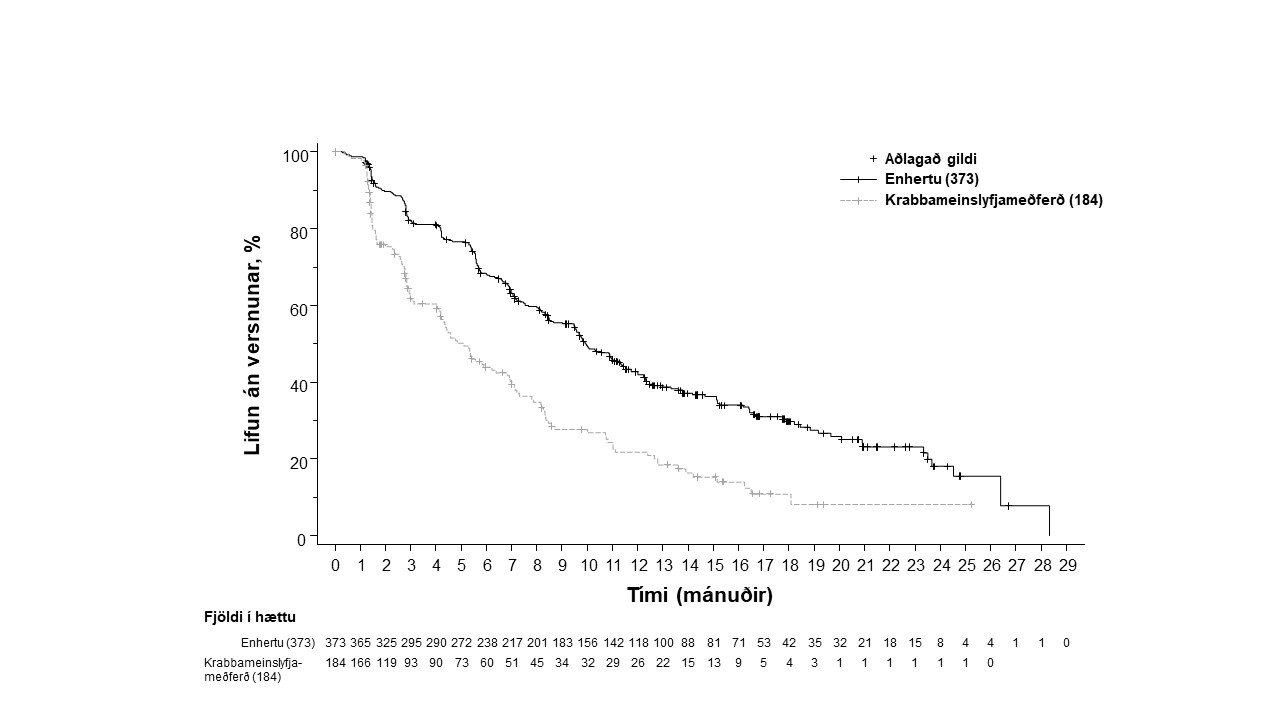 Aðlagað gildi
Enhertu (373)
Krabbameinslyfjameðferð (184)
Lifun án versnunar, %
100
80
60
40
20
0
0 1 2 3 4 5 6 7 8 9 10 11 12 13 14 15 16 17 18 19 20 21 22 23 24 25 26 27 28 29
Tími (mánuðir)
Fjöldi í hættu
Enhertu (373) 373 365 325 295 290 272 238 217 201 183 156 142 118 100 88 81 71 53 42 35 32 21 18 15 8 4 4 1 1 0
Krabbameinslyfja- 184 166 119 93 90 73 60 51 45 34 32 29 26 22 15 13 9 5 4 3 1 1 1 1 1 1 0
meðferð (184)